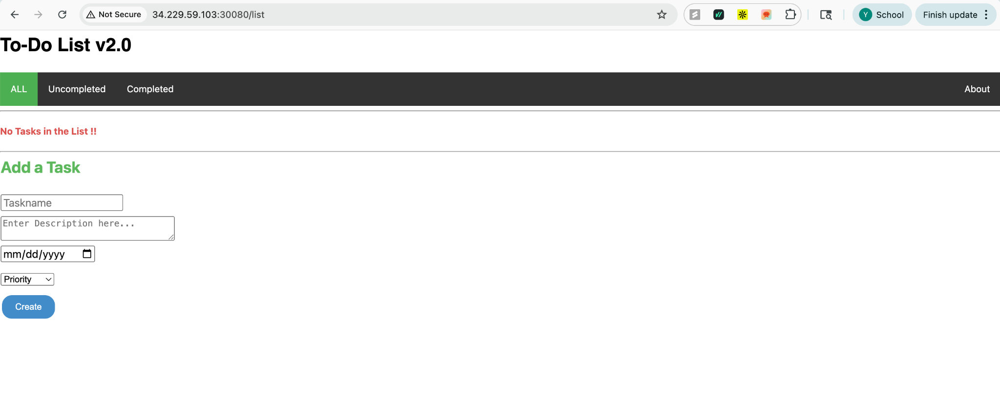 Not Secure 34.229.59.103:30080/list Y School Finish update
To-Do List v2.0
ALL Uncompleted Completed About
No Tasks in the List !!
Add a Task
Taskname
Enter Description here...
mm/dd/yyyy
Priority
Create